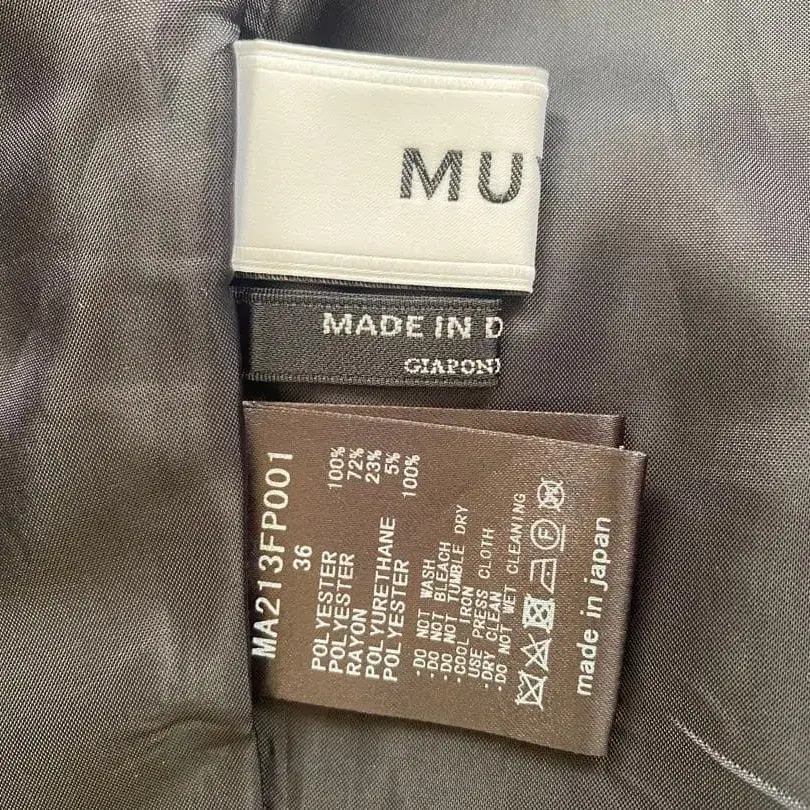 MU
MADE IN D
GIAPON
MA213FP001
36
POLYESTER 100%
POLYESTER 72%
RAYON 23%
POLYURETHANE 5%
POLYESTER 100%
·DO NOT WASH
·DO NOT BLEACH
·DO NOT TUMBLE DRY
·COOL IRON
USE PRESS CLOTH
·DRY CLEAN
·DO NOT WET CLEANING
F
W
made in japan